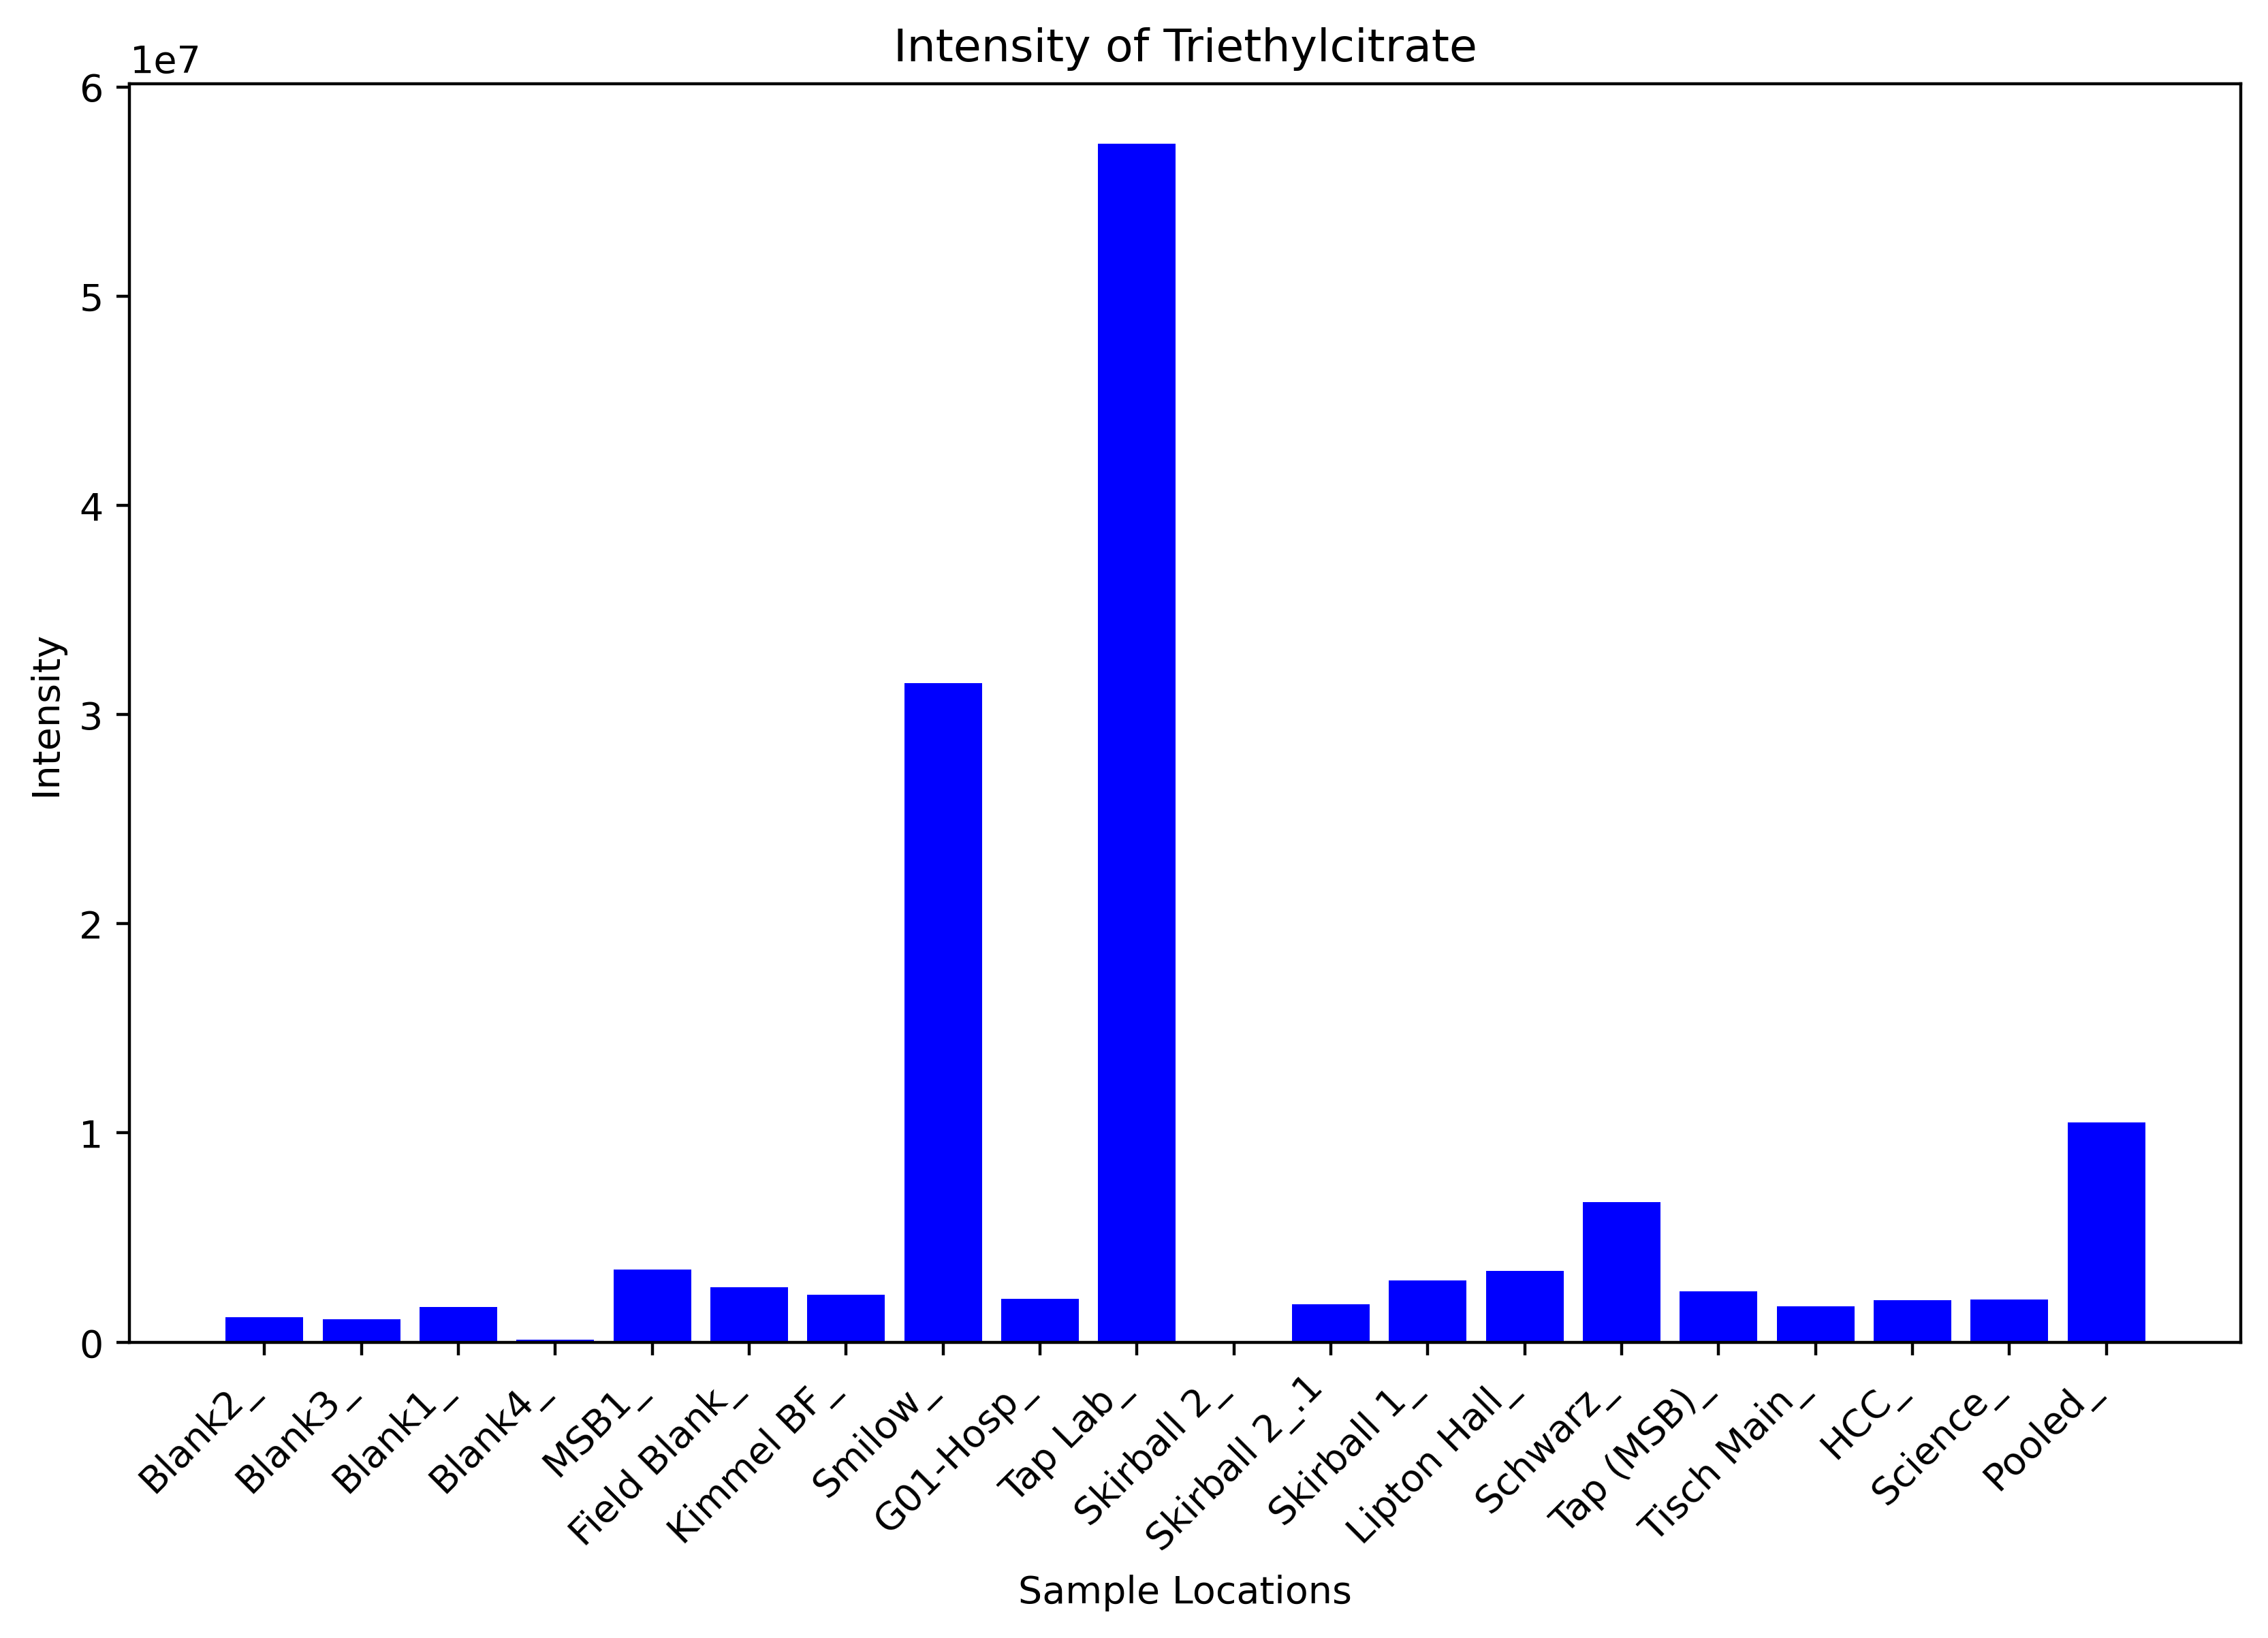 Intensity of Triethylcitrate
1e7
6
5
4
3
2
1
0
Intensity
Blank2_
Blank3_
Blank1_
Blank4_
MSB1_
Field Blank_
Kimmel BF_
Smilow_
G01-Hosp_
Tap Lab_
Skirball 2_
Skirball 2_.1
Skirball 1_
Lipton Hall_
Schwarz_
Tap (MSB)_
Tisch Main_
HCC_
Science_
Pooled_
Sample Locations